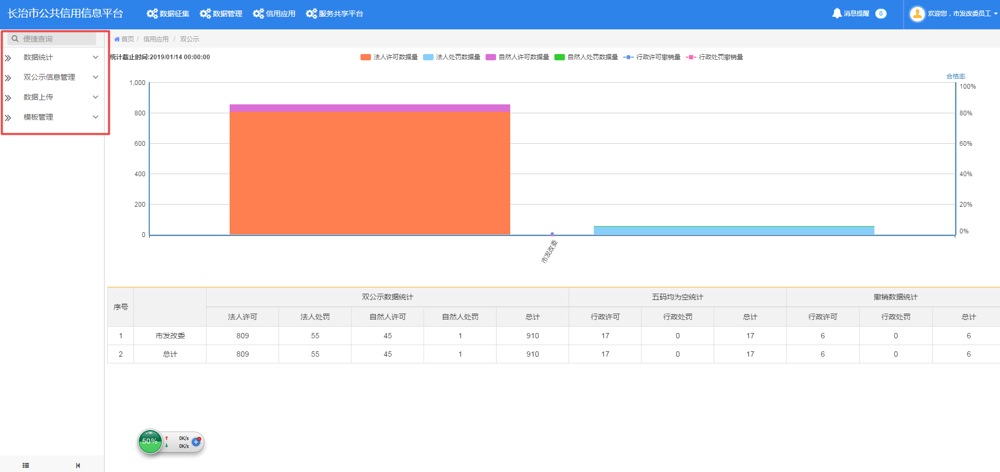 长治市公共信用信息平台
数据征集
数据管理
信用应用
服务共享平台
消息提醒 0
欢迎您，市发改委员工
便捷查询
数据统计
双公示信息管理
数据上传
模板管理
首页 / 信用应用 / 双公示
统计截止时间:2019/01/14 00:00:00
法人许可数据量 法人处罚数据量 自然人许可数据量 自然人处罚数据量 行政许可撤销量 行政处罚撤销量
合格率
1,000 100%
800 80%
600 60%
400 40%
200 20%
0 0%
市发改委
序号 双公示数据统计 五码均为空统计 撤销数据统计
法人许可 法人处罚 自然人许可 自然人处罚 总计 行政许可 行政处罚 总计 行政许可 行政处罚 总计
1 市发改委 809 55 45 1 910 17 0 17 6 0 6
2 总计 809 55 45 1 910 17 0 17 6 0 6
50% 0K/s
0K/s